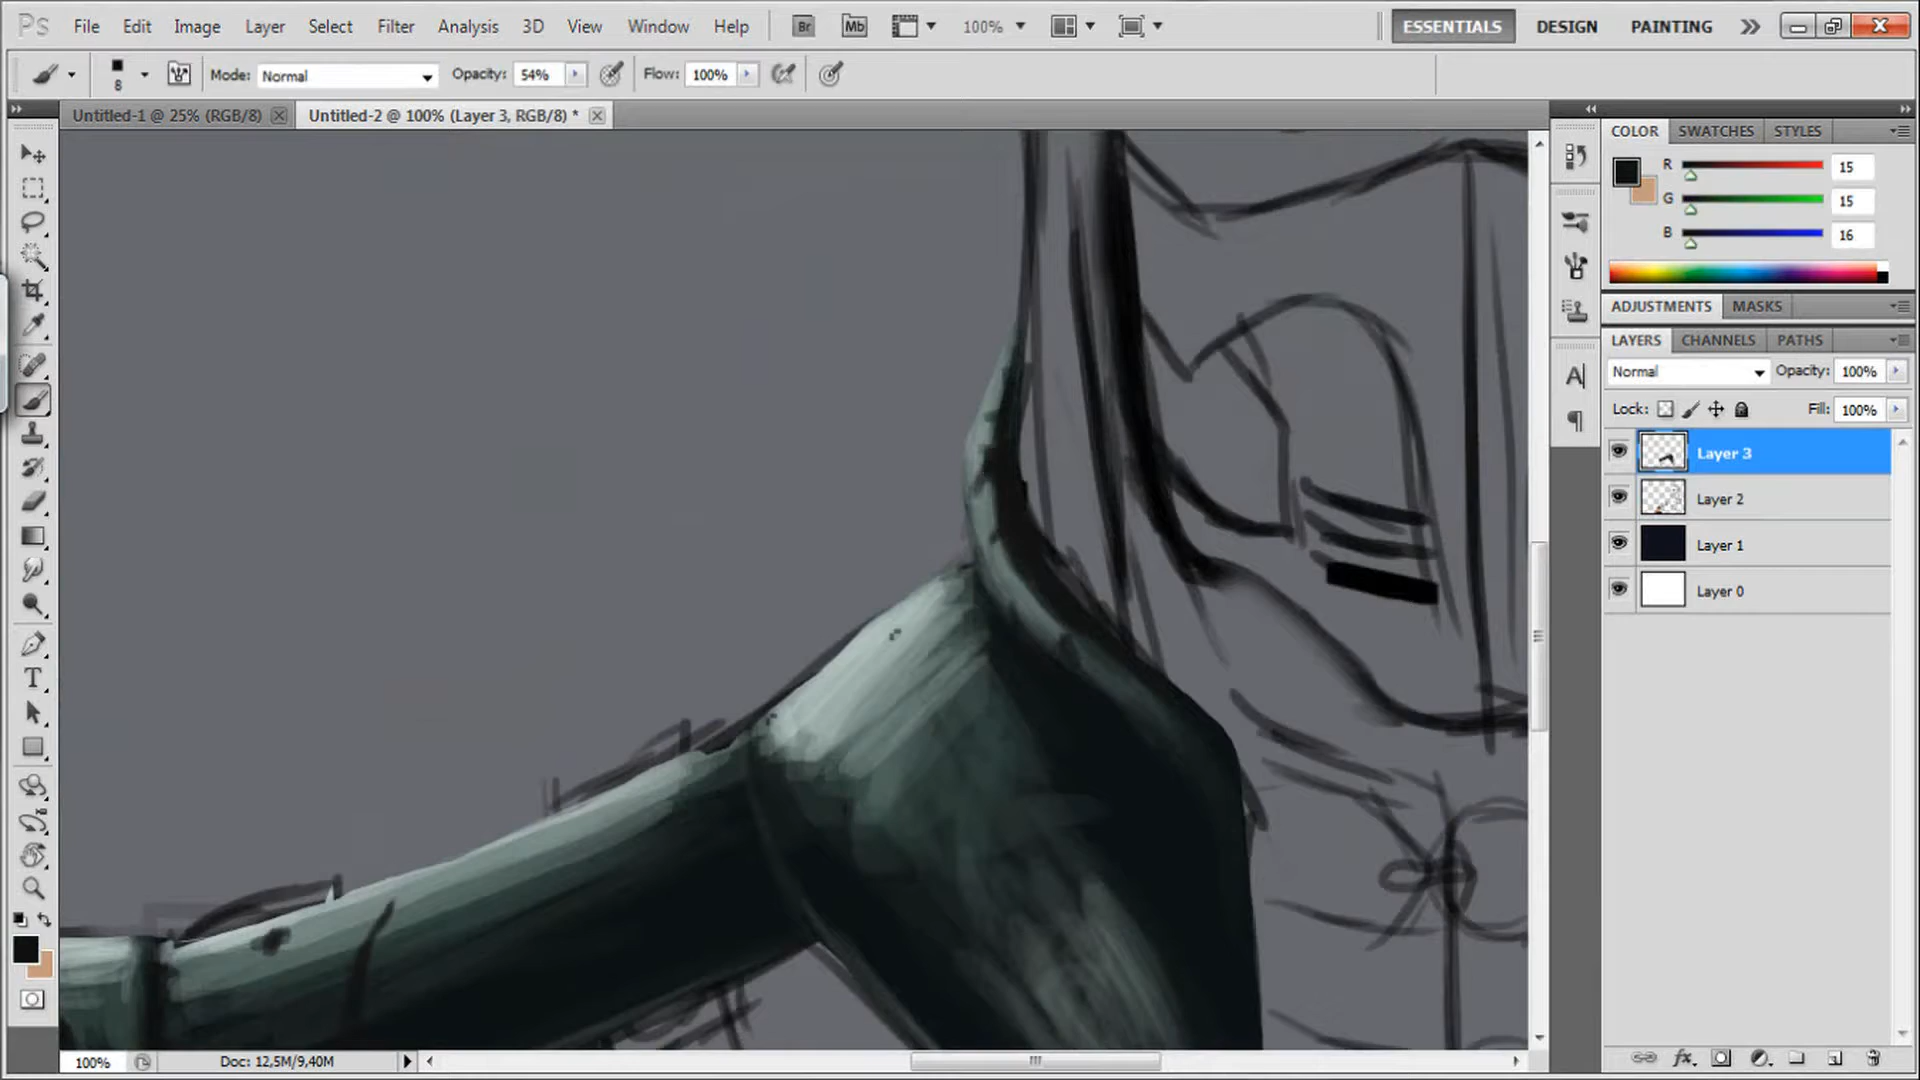 Ps File Edit Image Layer Select Filter Analysis 3D View Window Help Br Mb 100% ESSENTIALS DESIGN PAINTING
8 Mode: Normal Opacity: 54% Flow: 100%
Untitled-1 @ 25% (RGB/8) Untitled-2 @ 100% (Layer 3, RGB/8) *
COLOR SWATCHES STYLES
R 15
G 15
B 16
ADJUSTMENTS MASKS
LAYERS CHANNELS PATHS
Normal Opacity: 100%
Lock: Fill: 100%
Layer 3
Layer 2
Layer 1
Layer 0
100% Doc: 12,5M/9,40M